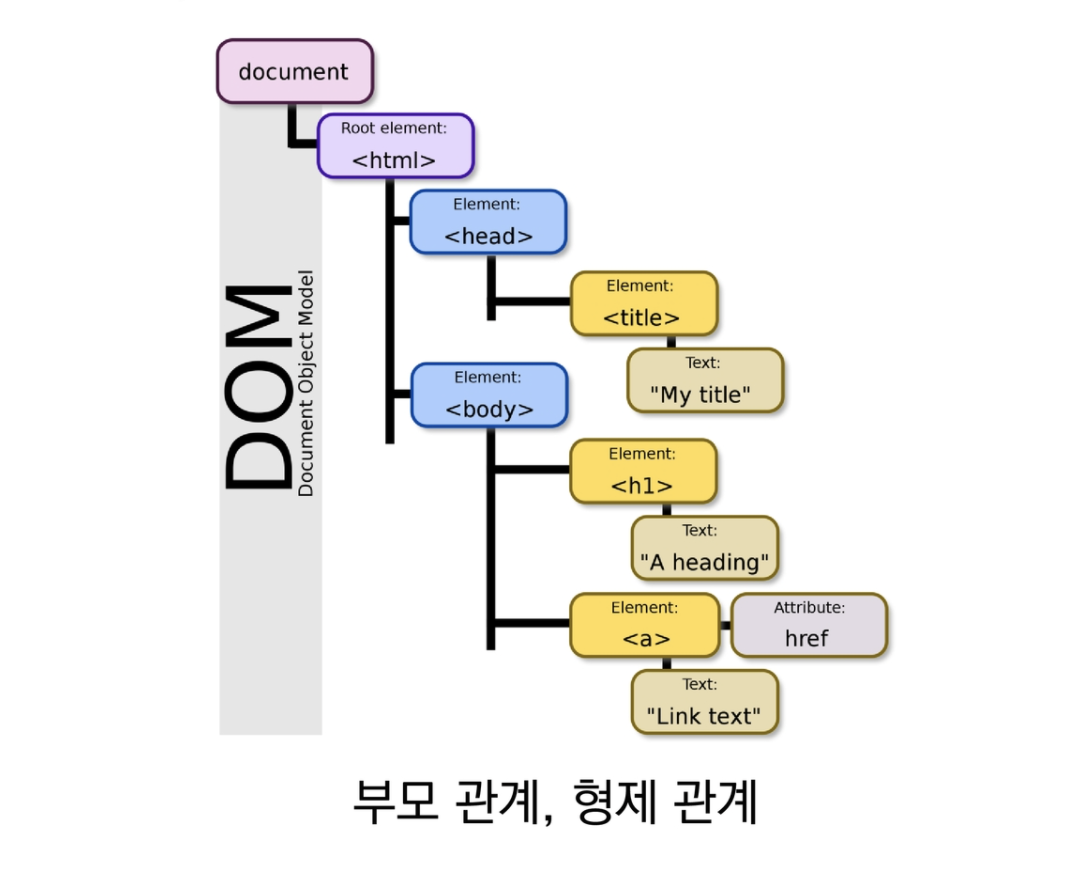 document
Root element:
<html>
Element:
<head>
Element:
<title>
Text:
"My title"
Element:
<body>
Element:
<h1>
Text:
"A heading"
Element:
<a>
Attribute:
href
Text:
"Link text"
DOM
Document Object Model
부모 관계, 형제 관계